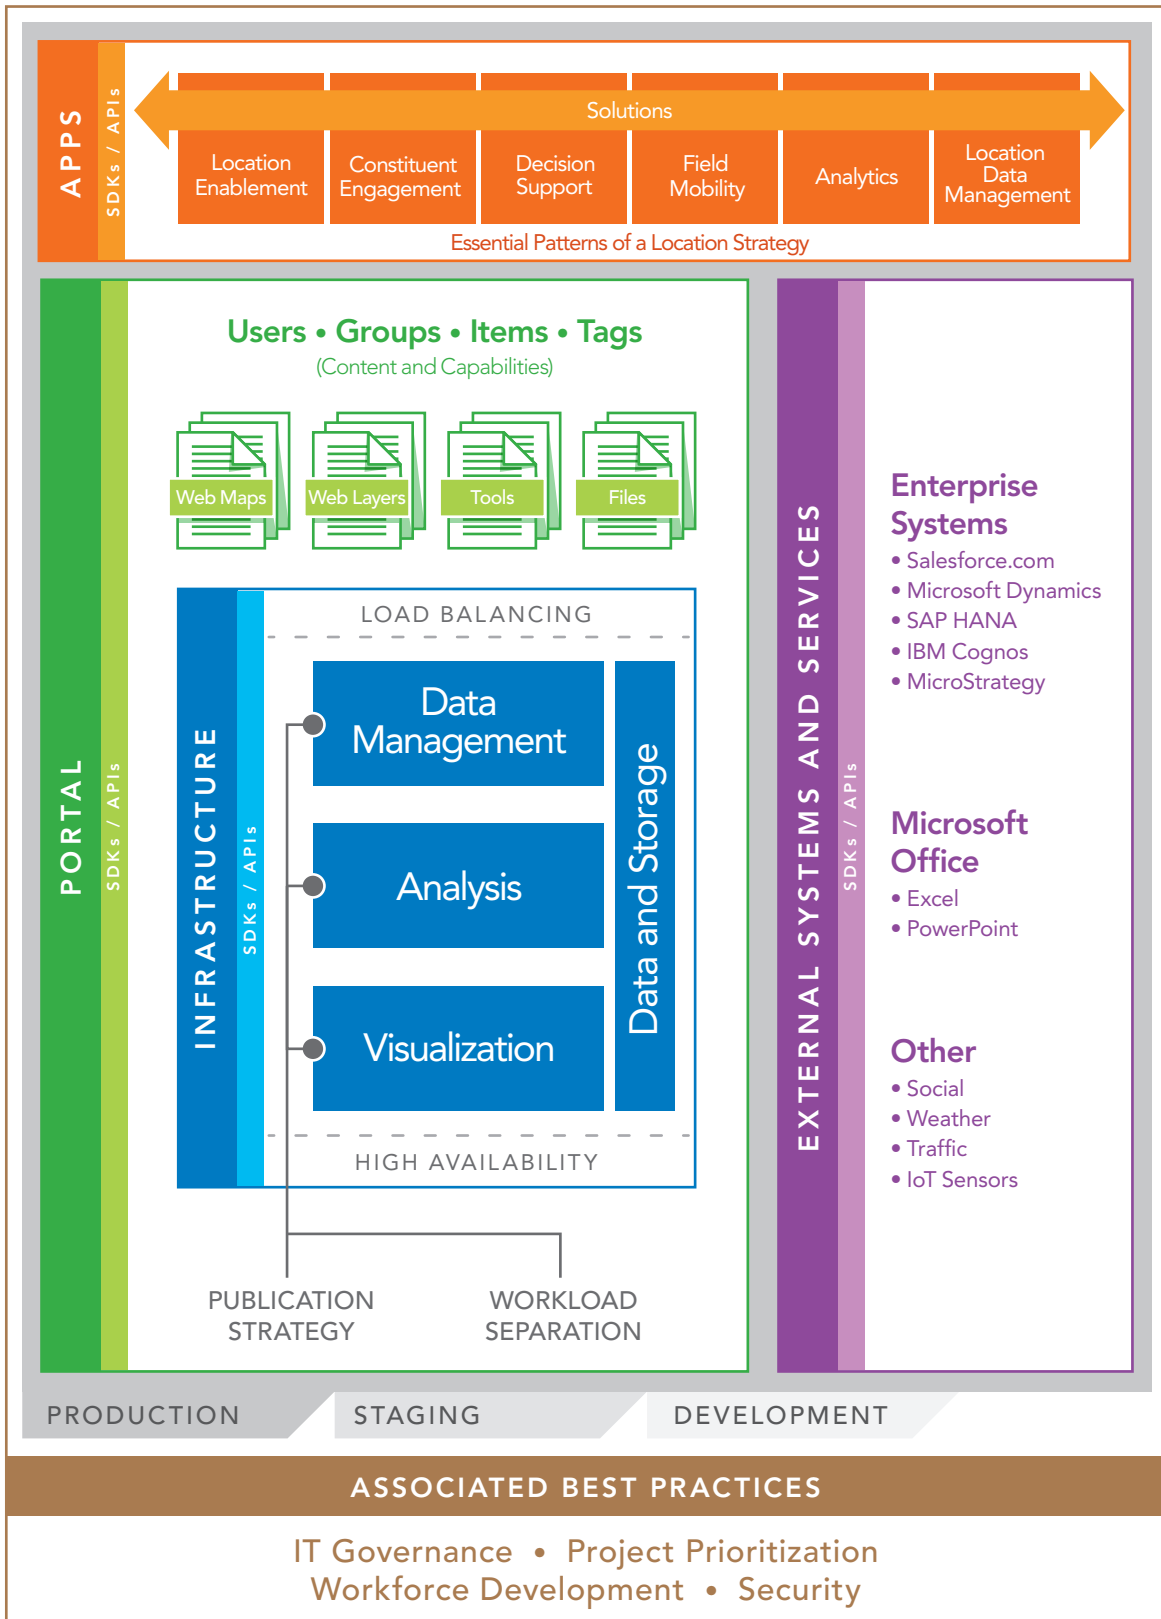 APPS
SDKs / APIs
Solutions
Location
Enablement
Constituent
Engagement
Decision
Support
Field
Mobility
Analytics
Location
Data
Management
Essential Patterns of a Location Strategy
PORTAL
SDKs / APIs
Users • Groups • Items • Tags
(Content and Capabilities)
Web Maps
Web Layers
Tools
Files
INFRASTRUCTURE
SDKs / APIs
LOAD BALANCING
Data
Management
Analysis
Visualization
Data and Storage
HIGH AVAILABILITY
PUBLICATION
STRATEGY
WORKLOAD
SEPARATION
EXTERNAL SYSTEMS AND SERVICES
SDKs / APIs
Enterprise
Systems
• Salesforce.com
• Microsoft Dynamics
• SAP HANA
• IBM Cognos
• MicroStrategy
Microsoft
Office
• Excel
• PowerPoint
Other
• Social
• Weather
• Traffic
• IoT Sensors
PRODUCTION
STAGING
DEVELOPMENT
ASSOCIATED BEST PRACTICES
IT Governance • Project Prioritization
Workforce Development • Security